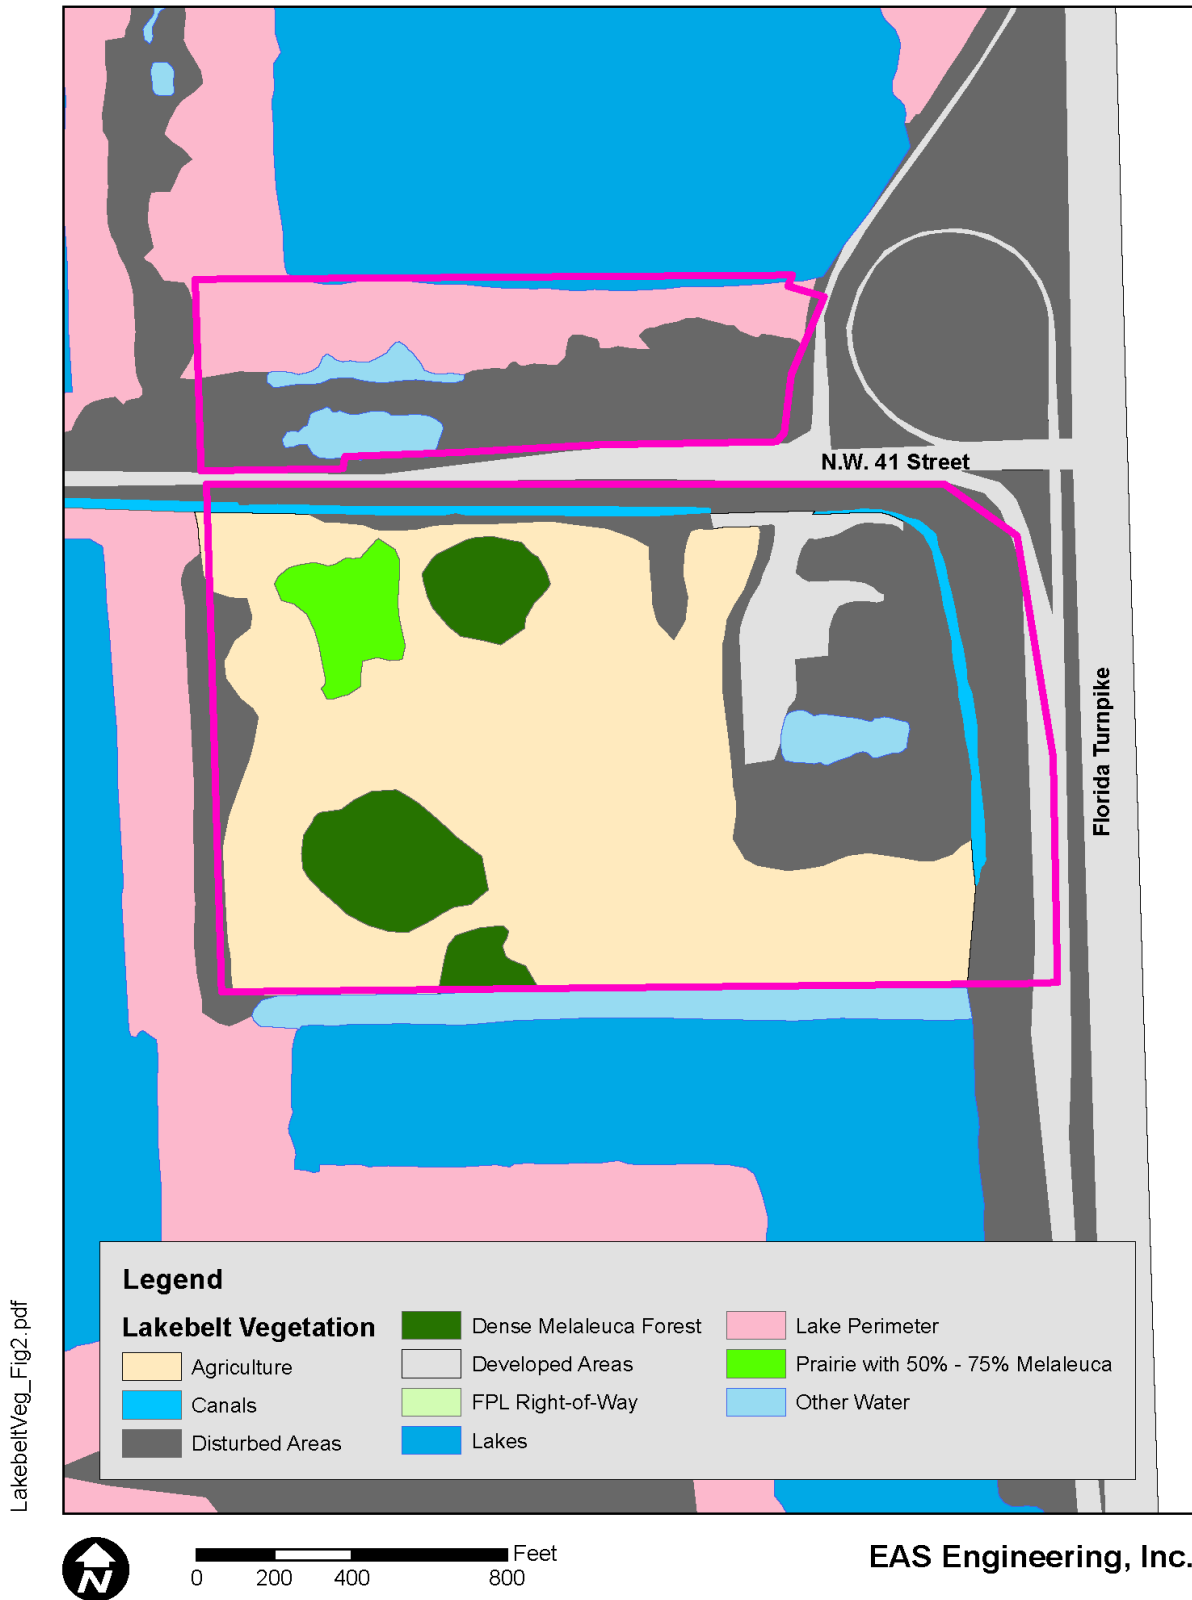 N.W. 41 Street
Florida Turnpike
Legend
Lakebelt Vegetation
Agriculture
Canals
Disturbed Areas
Dense Melaleuca Forest
Developed Areas
FPL Right-of-Way
Lakes
Lake Perimeter
Prairie with 50% - 75% Melaleuca
Other Water
LakebeltVeg_Fig2.pdf
N
0 200 400 800 Feet
EAS Engineering, Inc.